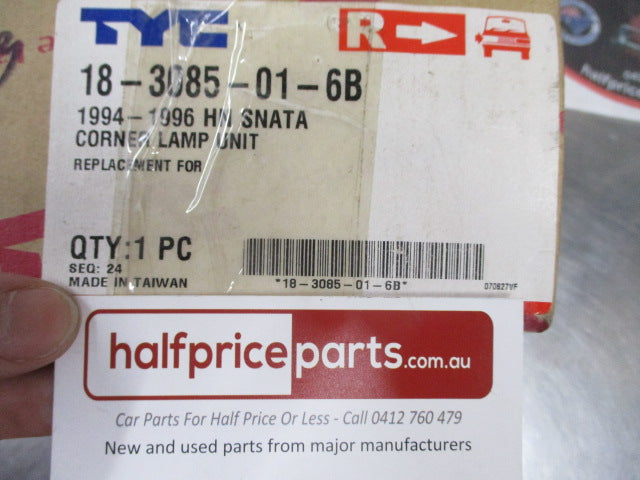 TYC R
18-3085-01-6B
1994-1996 HN SNATA
CORNER LAMP UNIT
REPLACEMENT FOR
QTY:1 PC
SEQ: 24
MADE IN TAIWAN
*18-3085-01-6B*
070827VF
halfpriceparts.com.au
Car Parts For Half Price Or Less - Call 0412 760 479
New and used parts from major manufacturers
halfpri